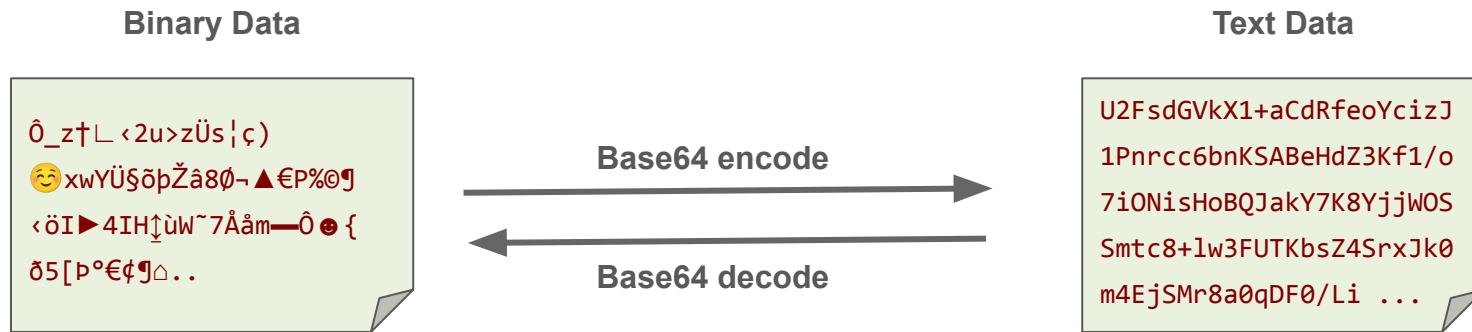 Binary Data
Text Data
Ô_z†∟‹2u>zÜs¦ç)
☺️xwYÜ§õþŽâ8Ø¬▲€P%©¶
‹öI►4IH↨ùW˜7Ååm━Ô☻{
ð5[Þ°€¢¶⌂..
Base64 encode
Base64 decode
U2FsdGVkX1+aCdRfeoYcizJ
1Pnrcc6bnKSABeHdZ3Kf1/o
7iONisHoBQJakY7K8YjjWOS
Smtc8+lw3FUTKbsZ4SrxJk0
m4EjSMr8a0qDF0/Li ...